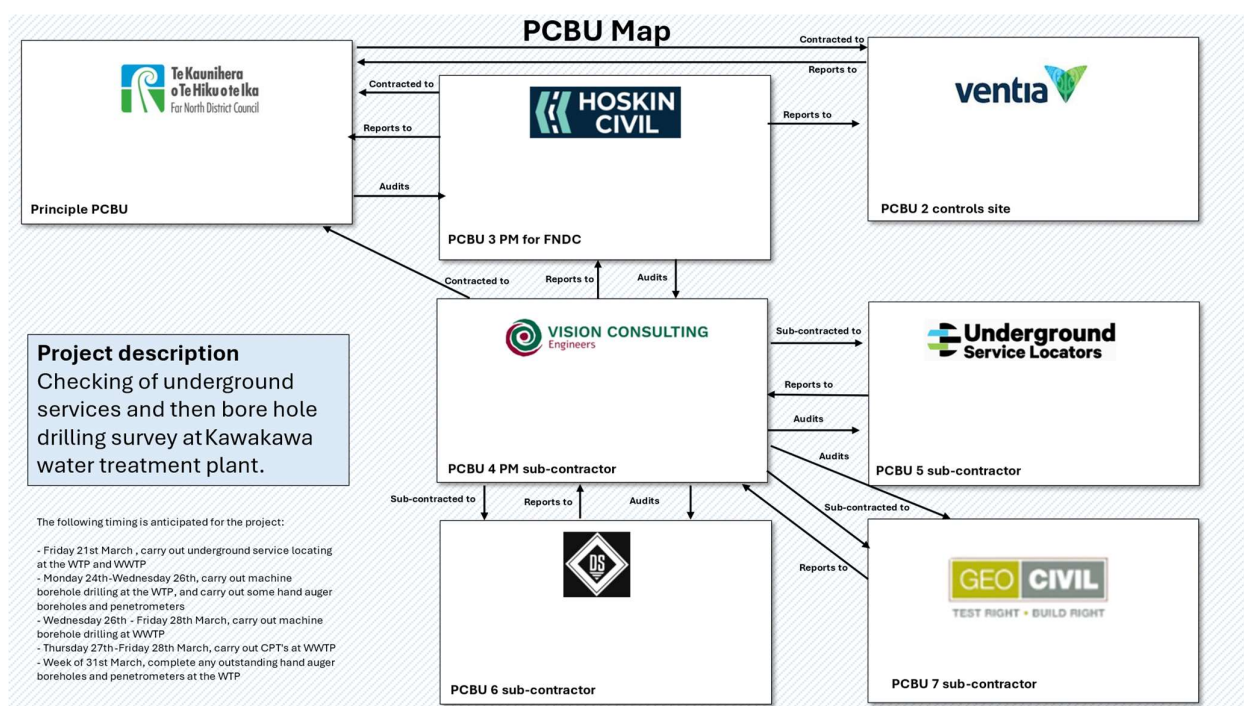 PCBU Map
Te Kaunihera
o Te Hiku o te Ika
Far North District Council
Principle PCBU
Contracted to
Reports to
Contracted to
Reports to
Audits
HOSKIN
CIVIL
PCBU 3 PM for FNDC
Reports to
ventia
PCBU 2 controls site
Contracted to
Reports to
Audits
VISION CONSULTING
Engineers
PCBU 4 PM sub-contractor
Sub-contracted to
Reports to
Audits
Audits
Sub-contracted to
Reports to
Underground
Service Locators
PCBU 5 sub-contractor
Project description
Checking of underground
services and then bore hole
drilling survey at Kawakawa
water treatment plant.
Sub-contracted to
Reports to
Audits
DS
PCBU 6 sub-contractor
GEO CIVIL
TEST RIGHT • BUILD RIGHT
PCBU 7 sub-contractor
The following timing is anticipated for the project:
- Friday 21st March , carry out underground service locating
at the WTP and WWTP
- Monday 24th-Wednesday 26th, carry out machine
borehole drilling at the WTP, and carry out some hand auger
boreholes and penetrometers
- Wednesday 26th - Friday 28th March, carry out machine
borehole drilling at WWTP
- Thursday 27th-Friday 28th March, carry out CPT's at WWTP
- Week of 31st March, complete any outstanding hand auger
boreholes and penetrometers at the WTP